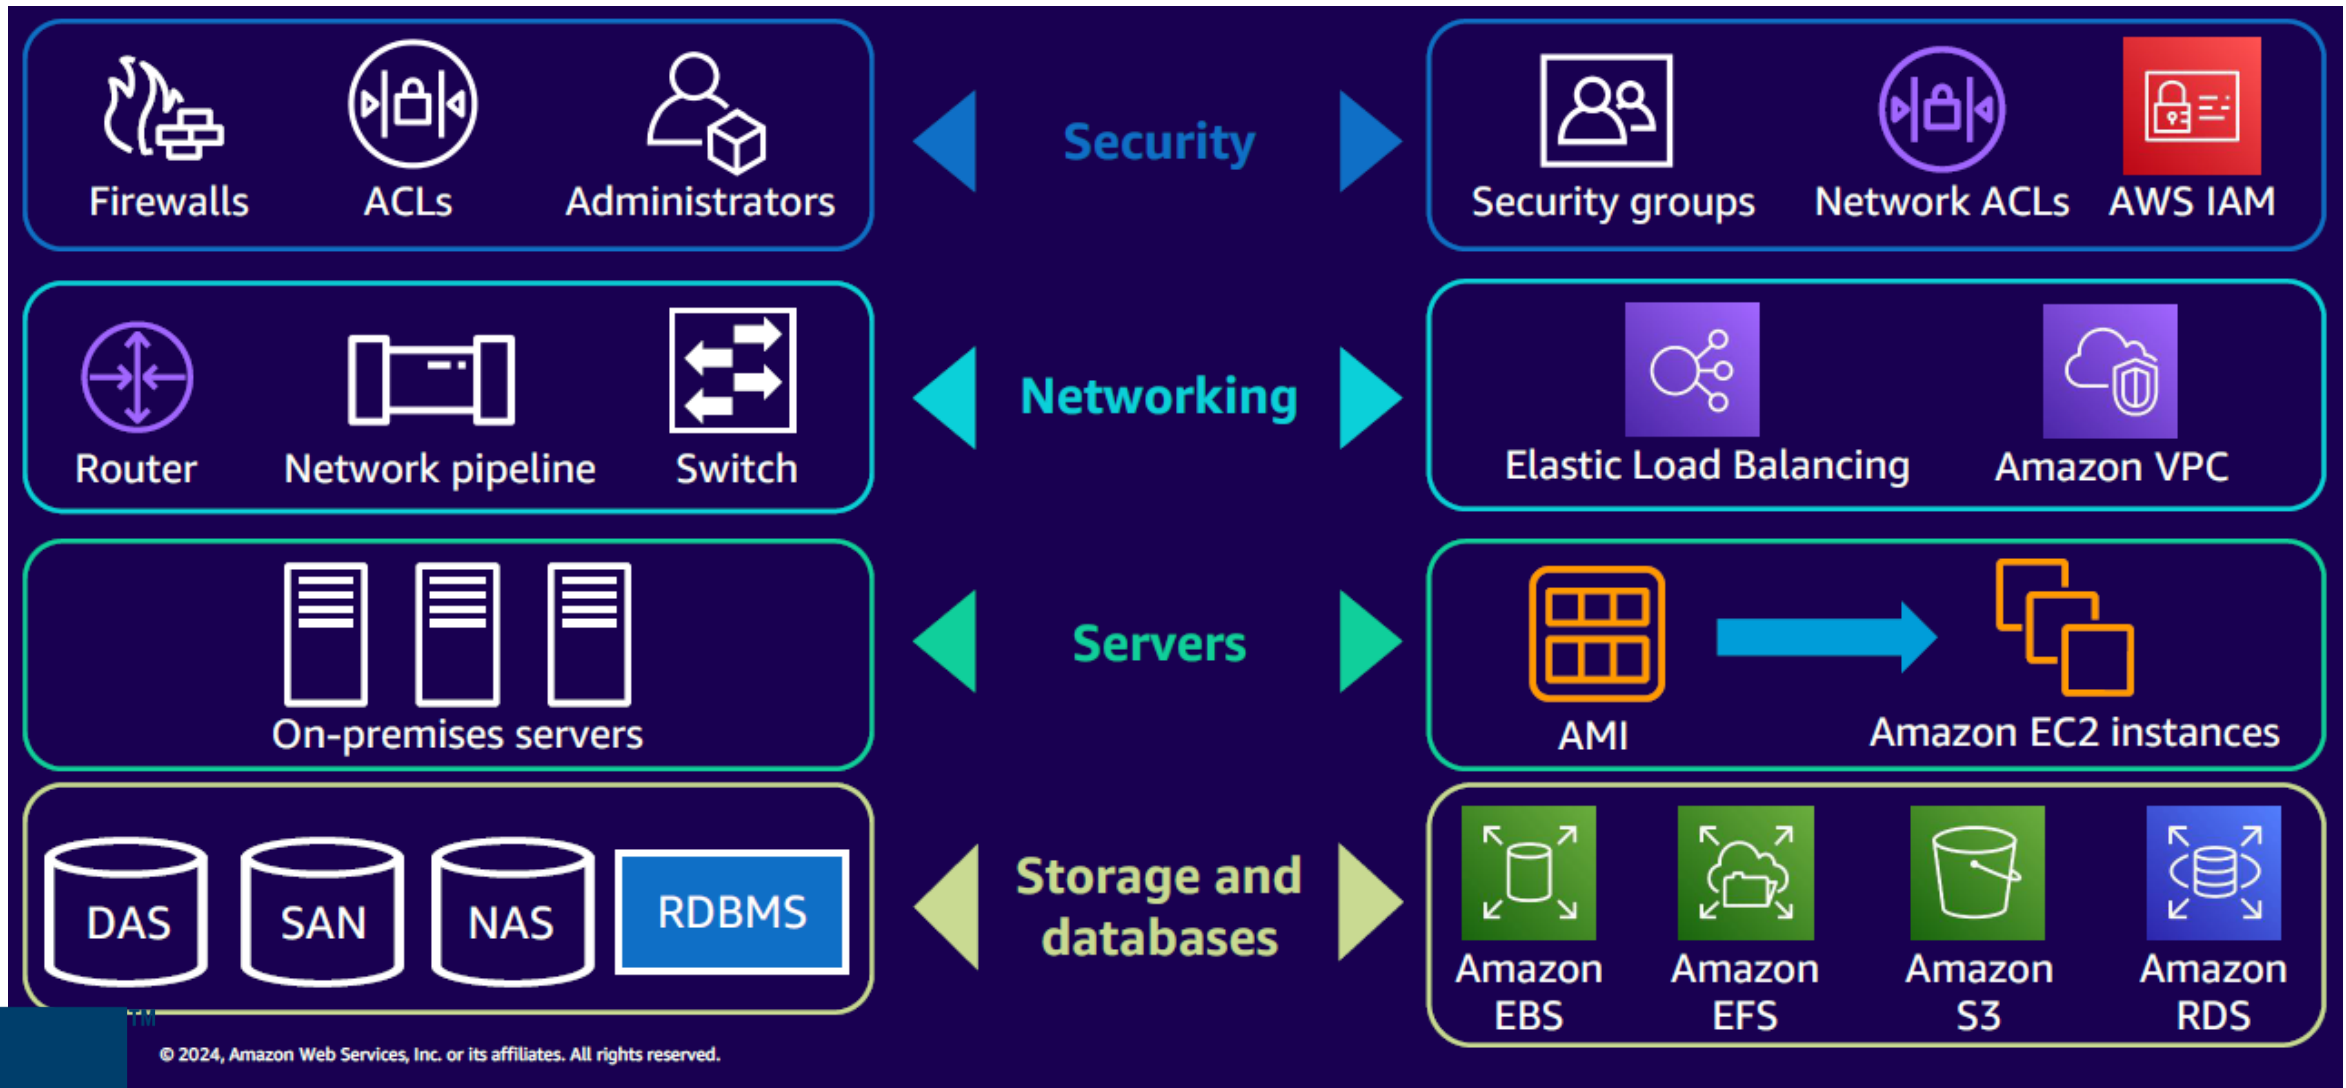 Firewalls
ACLs
Administrators
Security
Security groups
Network ACLs
AWS IAM
Router
Network pipeline
Switch
Networking
Elastic Load Balancing
Amazon VPC
On-premises servers
Servers
AMI
Amazon EC2 instances
DAS
SAN
NAS
RDBMS
Storage and
databases
Amazon
EBS
Amazon
EFS
Amazon
S3
Amazon
RDS
TM
© 2024, Amazon Web Services, Inc. or its affiliates. All rights reserved.